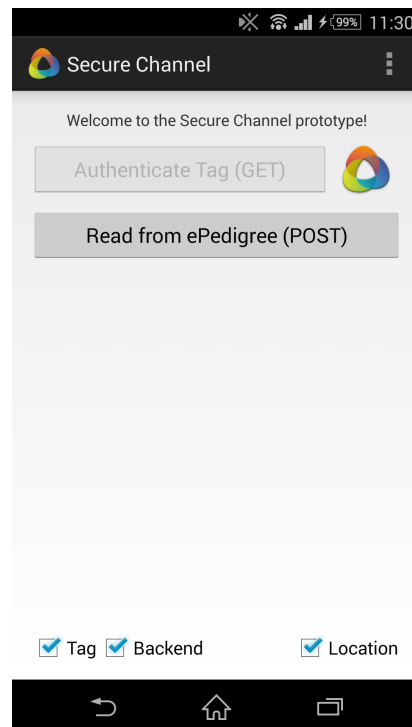 99% 11:30
Secure Channel
Welcome to the Secure Channel prototype!
Authenticate Tag (GET)
Read from ePedigree (POST)
Tag Backend Location